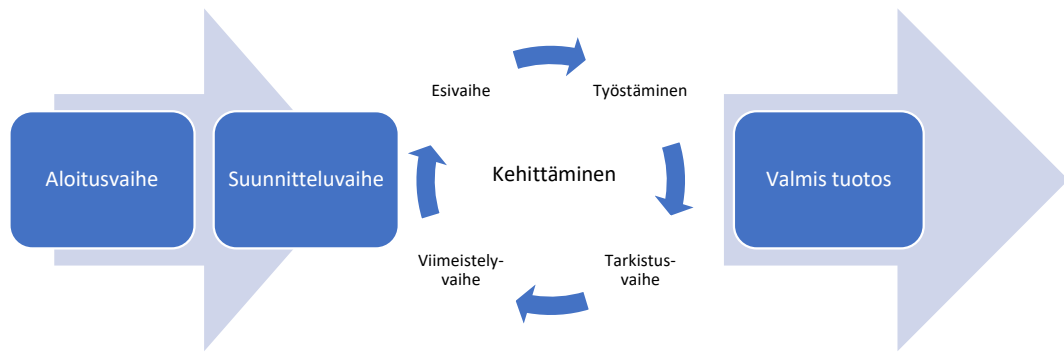 Aloitusvaihe
Suunnitteluvaihe
Esivaihe
Työstäminen
Kehittäminen
Viimeistely-
vaihe
Tarkistus-
vaihe
Valmis tuotos